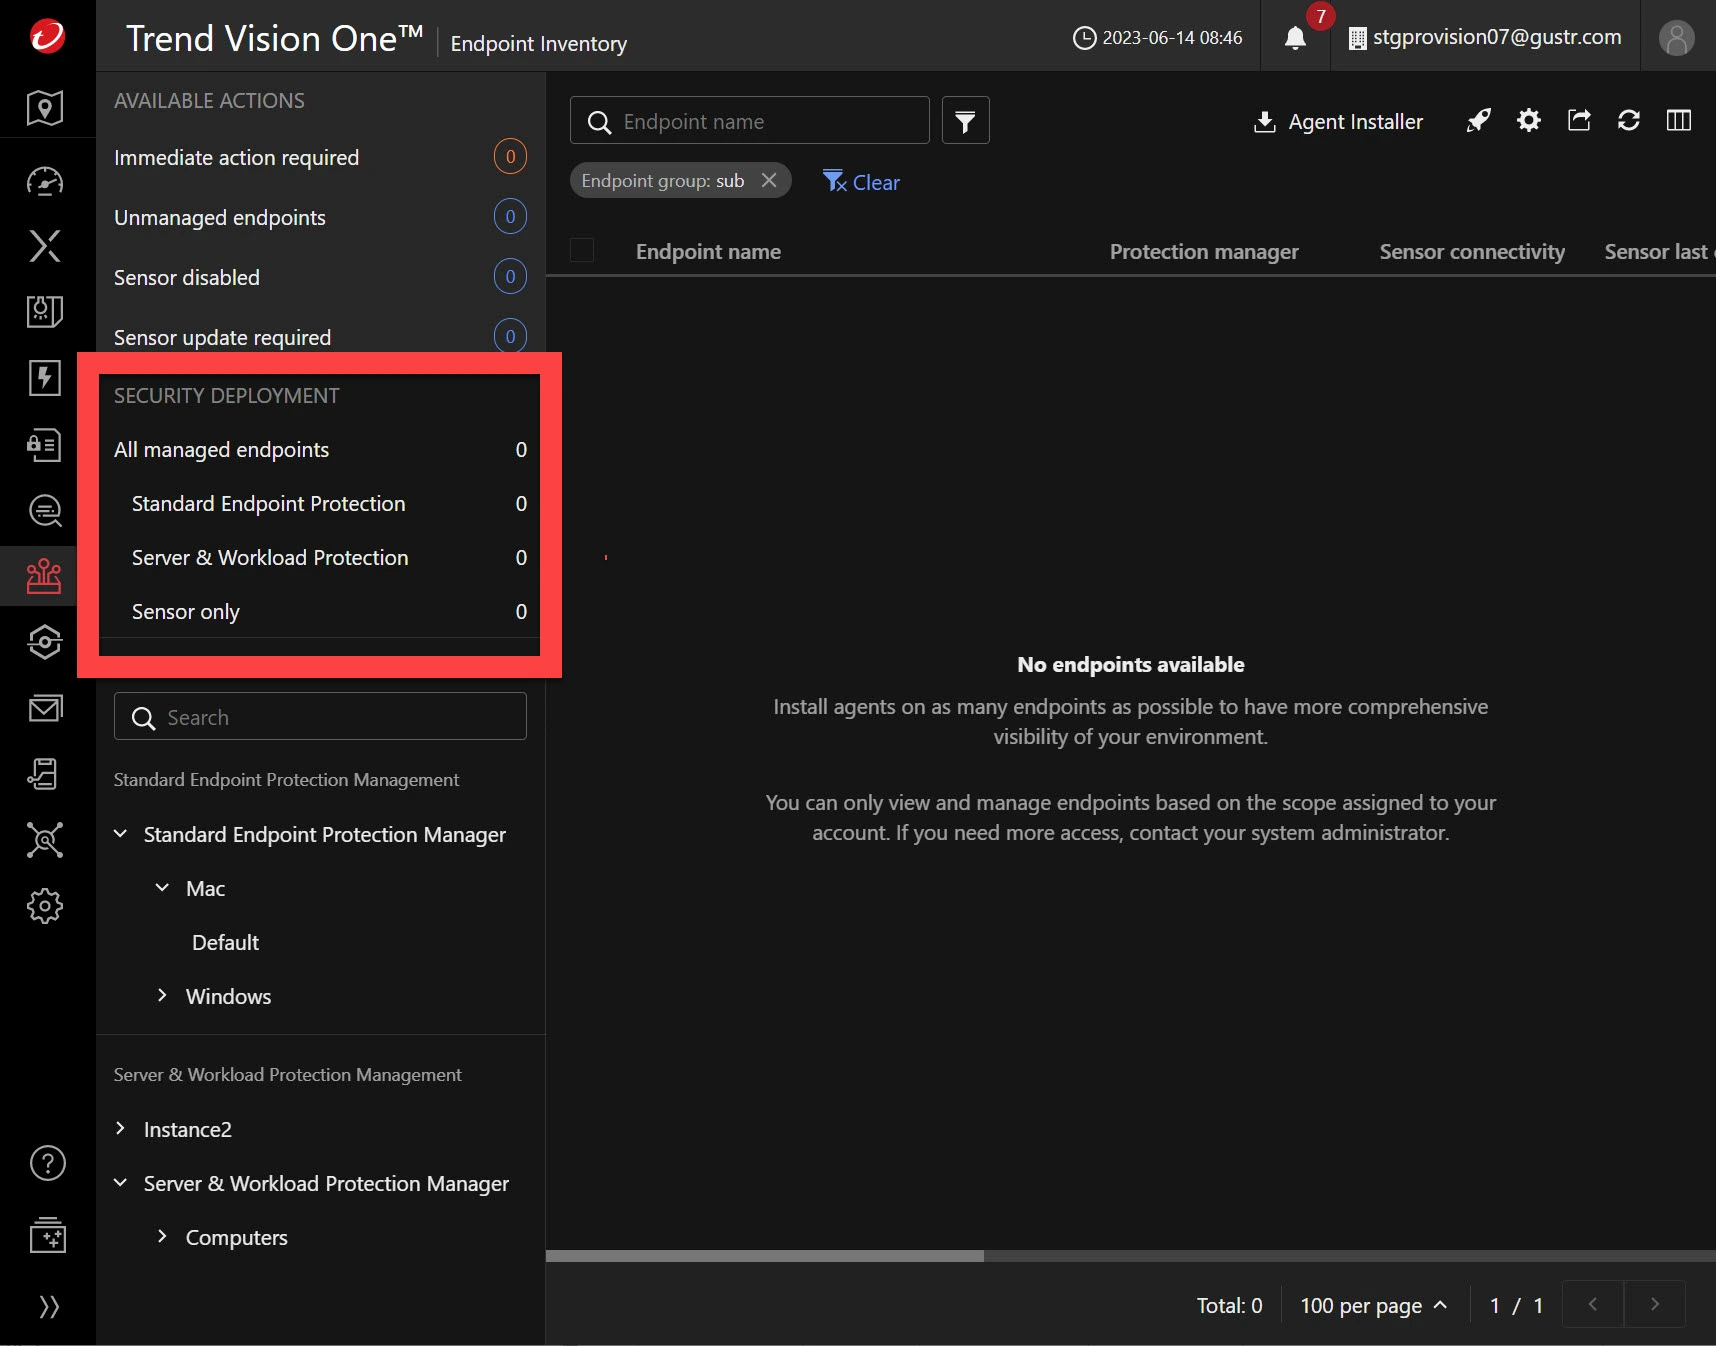 Trend Vision One™ | Endpoint Inventory
2023-06-14 08:46
7
stgprovision07@gustr.com
AVAILABLE ACTIONS
Immediate action required 0
Unmanaged endpoints 0
Sensor disabled 0
Sensor update required 0
SECURITY DEPLOYMENT
All managed endpoints 0
Standard Endpoint Protection 0
Server & Workload Protection 0
Sensor only 0
Search
Standard Endpoint Protection Management
Standard Endpoint Protection Manager
Mac
Default
Windows
Server & Workload Protection Management
Instance2
Server & Workload Protection Manager
Computers
Endpoint name
Agent Installer
Endpoint group: sub
Clear
Endpoint name Protection manager Sensor connectivity Sensor last
No endpoints available
Install agents on as many endpoints as possible to have more comprehensive
visibility of your environment.
You can only view and manage endpoints based on the scope assigned to your
account. If you need more access, contact your system administrator.
Total: 0 100 per page 1 / 1